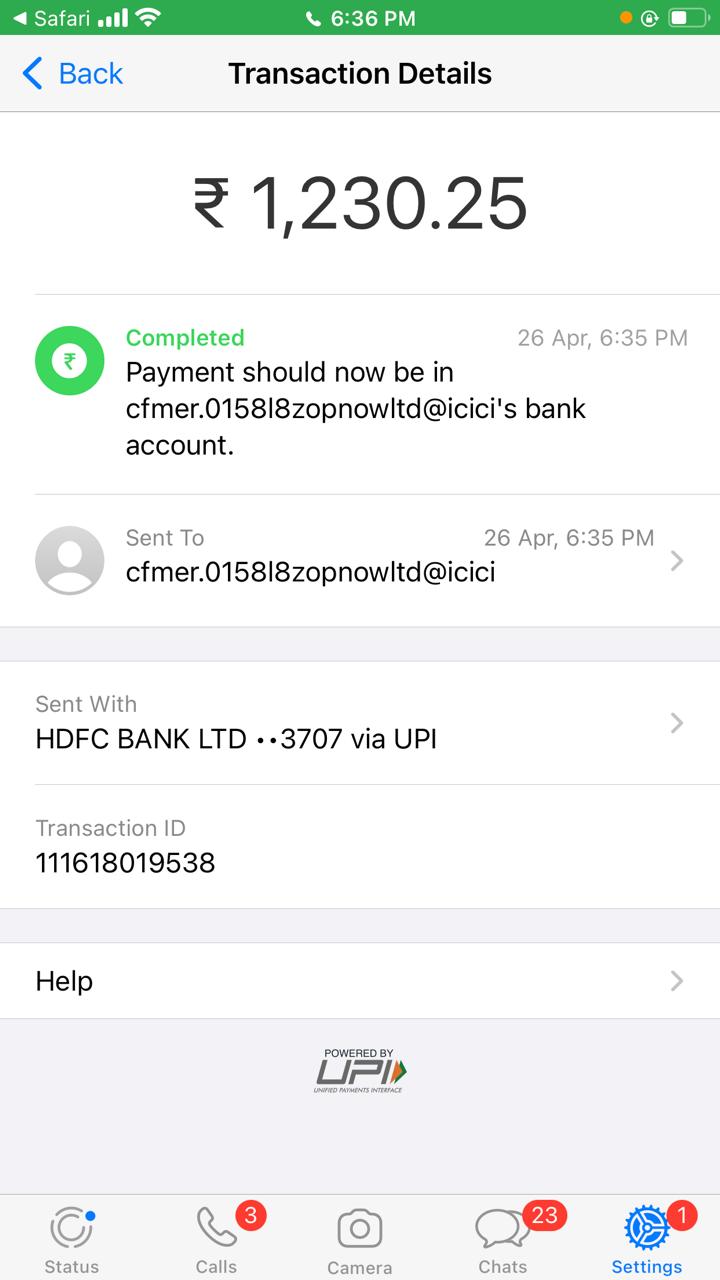 Safari 6:36 PM
Back Transaction Details
₹ 1,230.25
Completed 26 Apr, 6:35 PM
Payment should now be in
cfmer.0158l8zopnowltd@icici's bank
account.
Sent To 26 Apr, 6:35 PM
cfmer.0158l8zopnowltd@icici
Sent With
HDFC BANK LTD ••3707 via UPI
Transaction ID
111618019538
Help
POWERED BY
UPI
UNIFIED PAYMENTS INTERFACE
3 23 1
Status Calls Camera Chats Settings